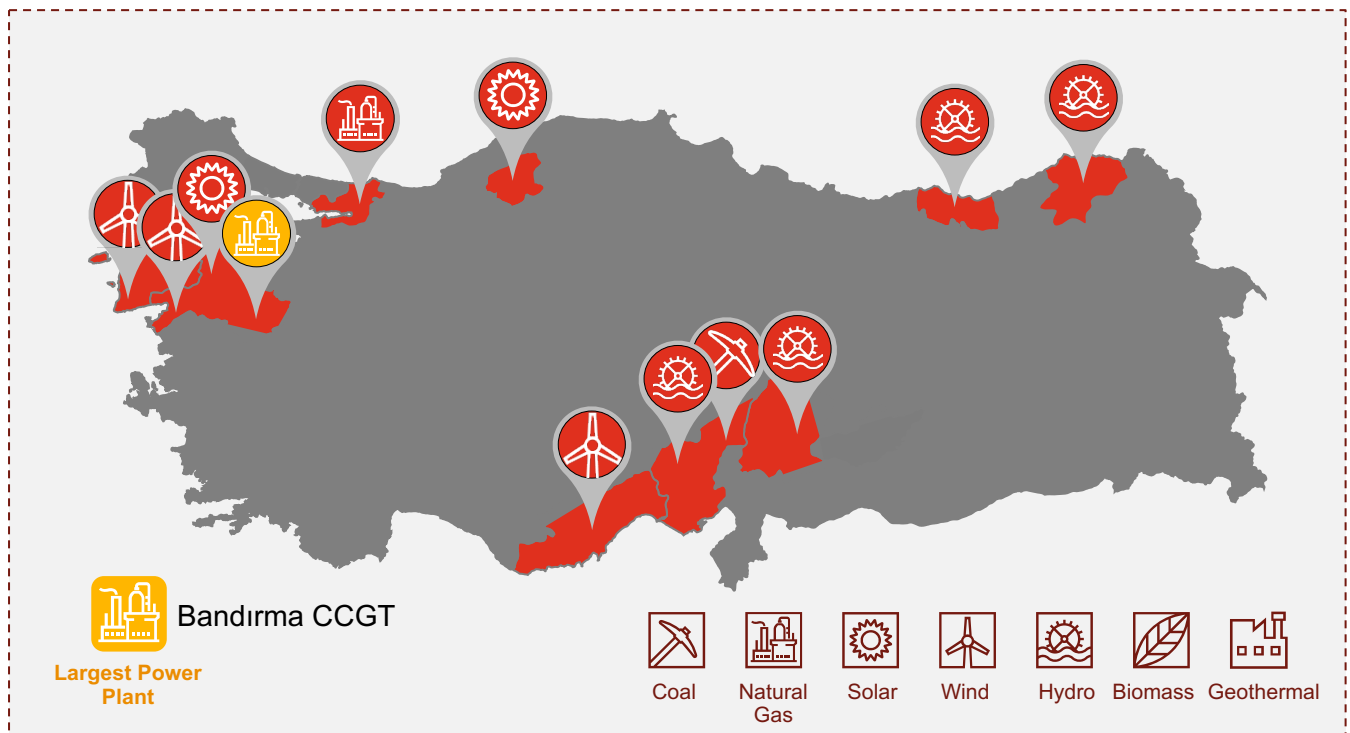 Bandırma CCGT
Largest Power
Plant
Coal
Natural
Gas
Solar
Wind
Hydro
Biomass
Geothermal